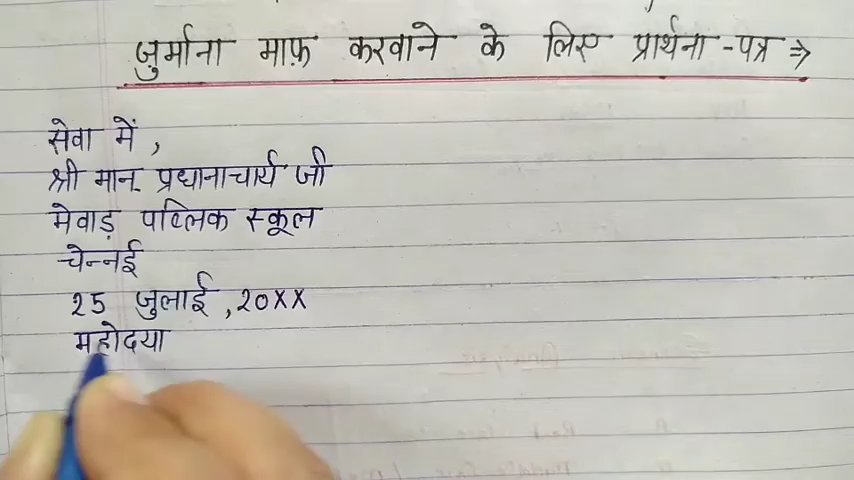 जुर्माना माफ़ करवाने के लिए प्रार्थना-पत्र ⇒
सेवा में,
श्री मान् प्रधानाचार्य जी
मेवाड़ पब्लिक स्कूल
चेन्नई
25 जुलाई, 20XX
महोदया